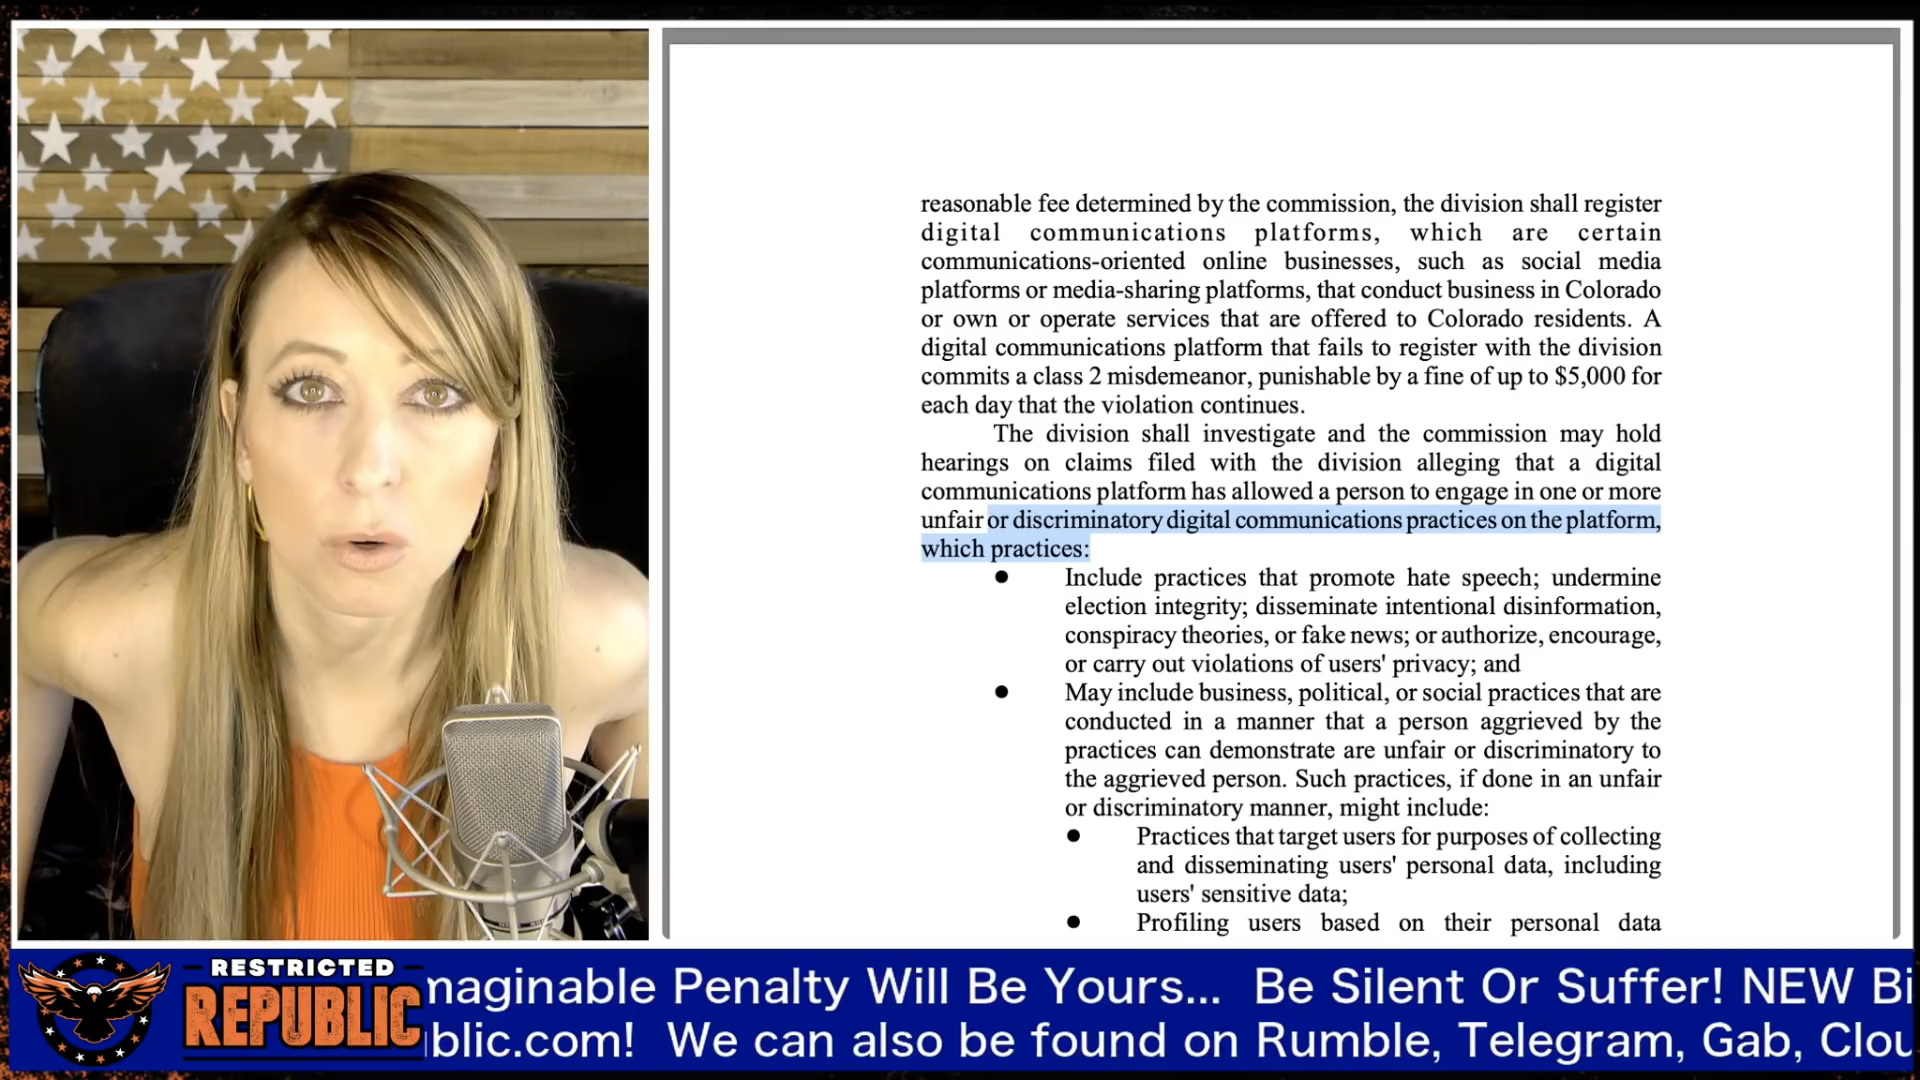 reasonable fee determined by the commission, the division shall register
digital communications platforms, which are certain
communications-oriented online businesses, such as social media
platforms or media-sharing platforms, that conduct business in Colorado
or own or operate services that are offered to Colorado residents. A
digital communications platform that fails to register with the division
commits a class 2 misdemeanor, punishable by a fine of up to $5,000 for
each day that the violation continues.
The division shall investigate and the commission may hold
hearings on claims filed with the division alleging that a digital
communications platform has allowed a person to engage in one or more
unfair or discriminatory digital communications practices on the platform,
which practices:
● Include practices that promote hate speech; undermine
election integrity; disseminate intentional disinformation,
conspiracy theories, or fake news; or authorize, encourage,
or carry out violations of users' privacy; and
● May include business, political, or social practices that are
conducted in a manner that a person aggrieved by the
practices can demonstrate are unfair or discriminatory to
the aggrieved person. Such practices, if done in an unfair
or discriminatory manner, might include:
● Practices that target users for purposes of collecting
and disseminating users' personal data, including
users' sensitive data;
● Profiling users based on their personal data
RESTRICTED
REPUBLIC
maginable Penalty Will Be Yours... Be Silent Or Suffer! NEW Bi
blic.com! We can also be found on Rumble, Telegram, Gab, Clou